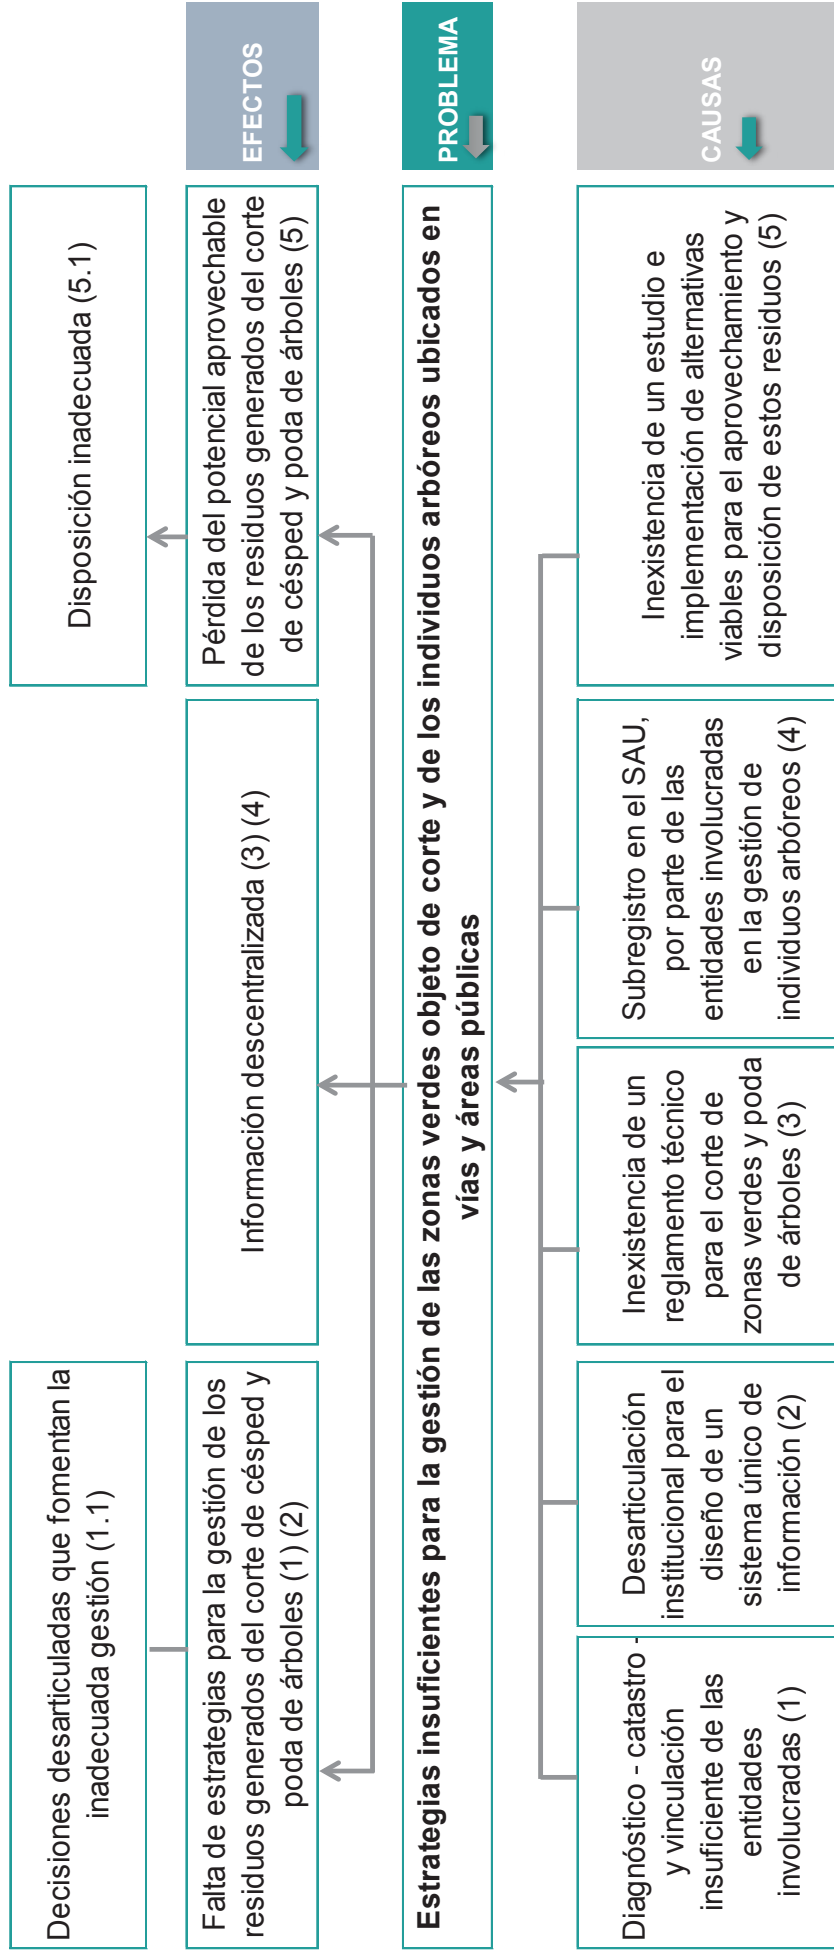 Decisiones desarticuladas que fomentan la
inadecuada gestión (1.1)
Disposición inadecuada (5.1)
Falta de estrategias para la gestión de los
residuos generados del corte de césped y
poda de árboles (1) (2)
Información descentralizada (3) (4)
Pérdida del potencial aprovechable
de los residuos generados del corte
de césped y poda de árboles (5)
EFECTOS
Estrategias insuficientes para la gestión de las zonas verdes objeto de corte y de los individuos arbóreos ubicados en
vías y áreas públicas
PROBLEMA
Diagnóstico - catastro -
y vinculación
insuficiente de las
entidades
involucradas (1)
Desarticulación
institucional para el
diseño de un
sistema único de
información (2)
Inexistencia de un
reglamento técnico
para el corte de
zonas verdes y poda
de árboles (3)
Subregistro en el SAU,
por parte de las
entidades involucradas
en la gestión de
individuos arbóreos (4)
Inexistencia de un estudio e
implementación de alternativas
viables para el aprovechamiento y
disposición de estos residuos (5)
CAUSAS